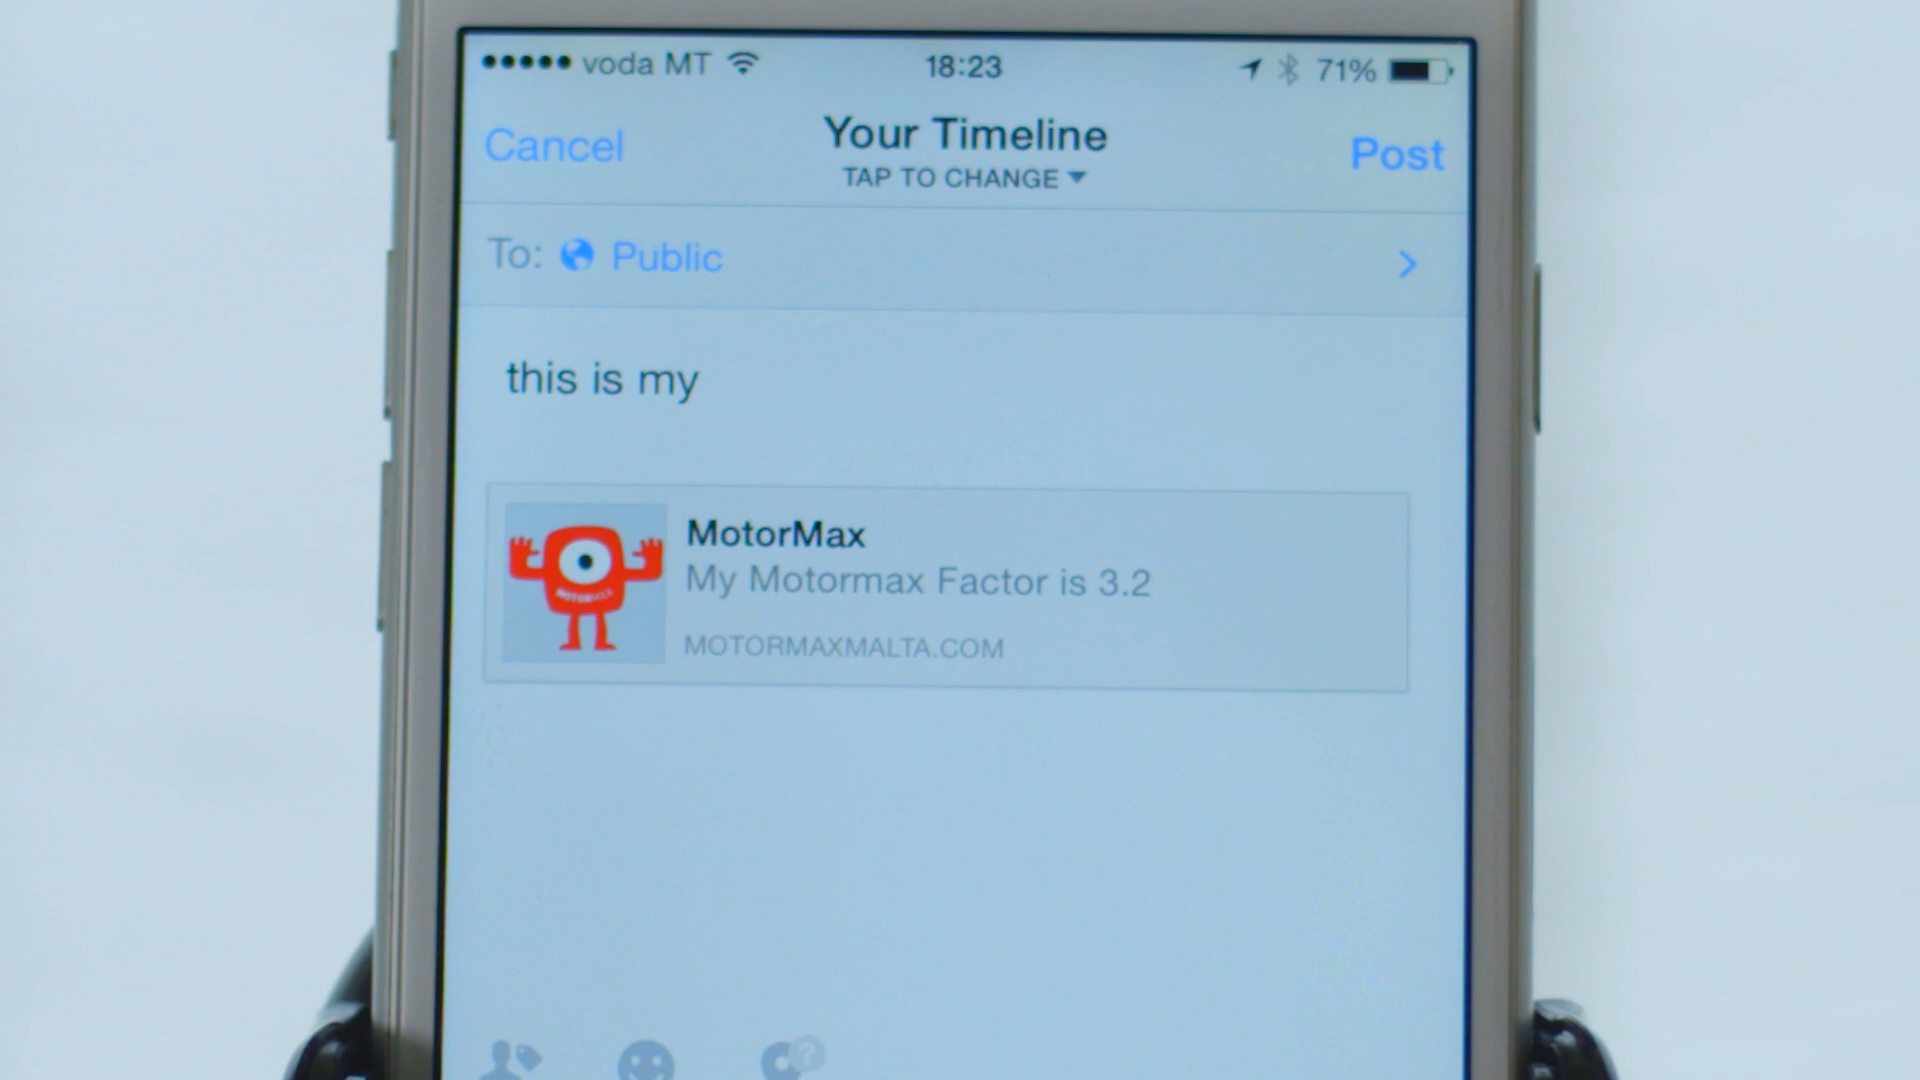 voda MT 18:23 71%
Cancel Your Timeline Post
TAP TO CHANGE
To: Public
this is my
MotorMax
My Motormax Factor is 3.2
MOTORMAX
MOTORMAXMALTA.COM